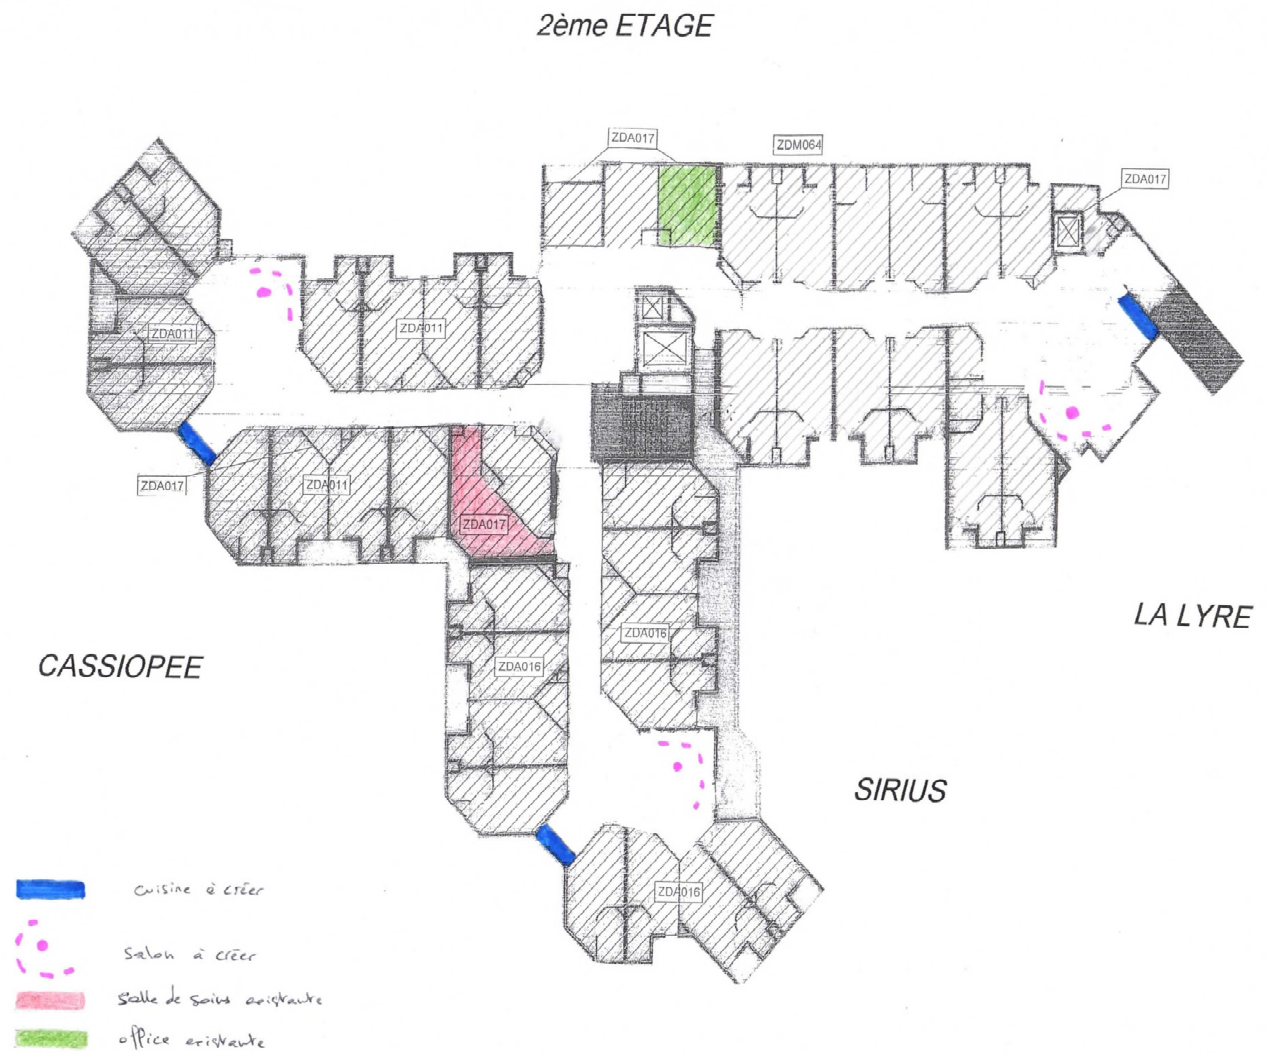 2ème ETAGE
ZDA017
ZDM064
ZDA017
ZDA011
ZDA011
ZDA017
ZDA011
ZDA017
ZDA016
ZDA016
LA LYRE
CASSIOPEE
SIRIUS
ZDA016
cuisine à créer
salon à créer
salle de soins existante
office existante